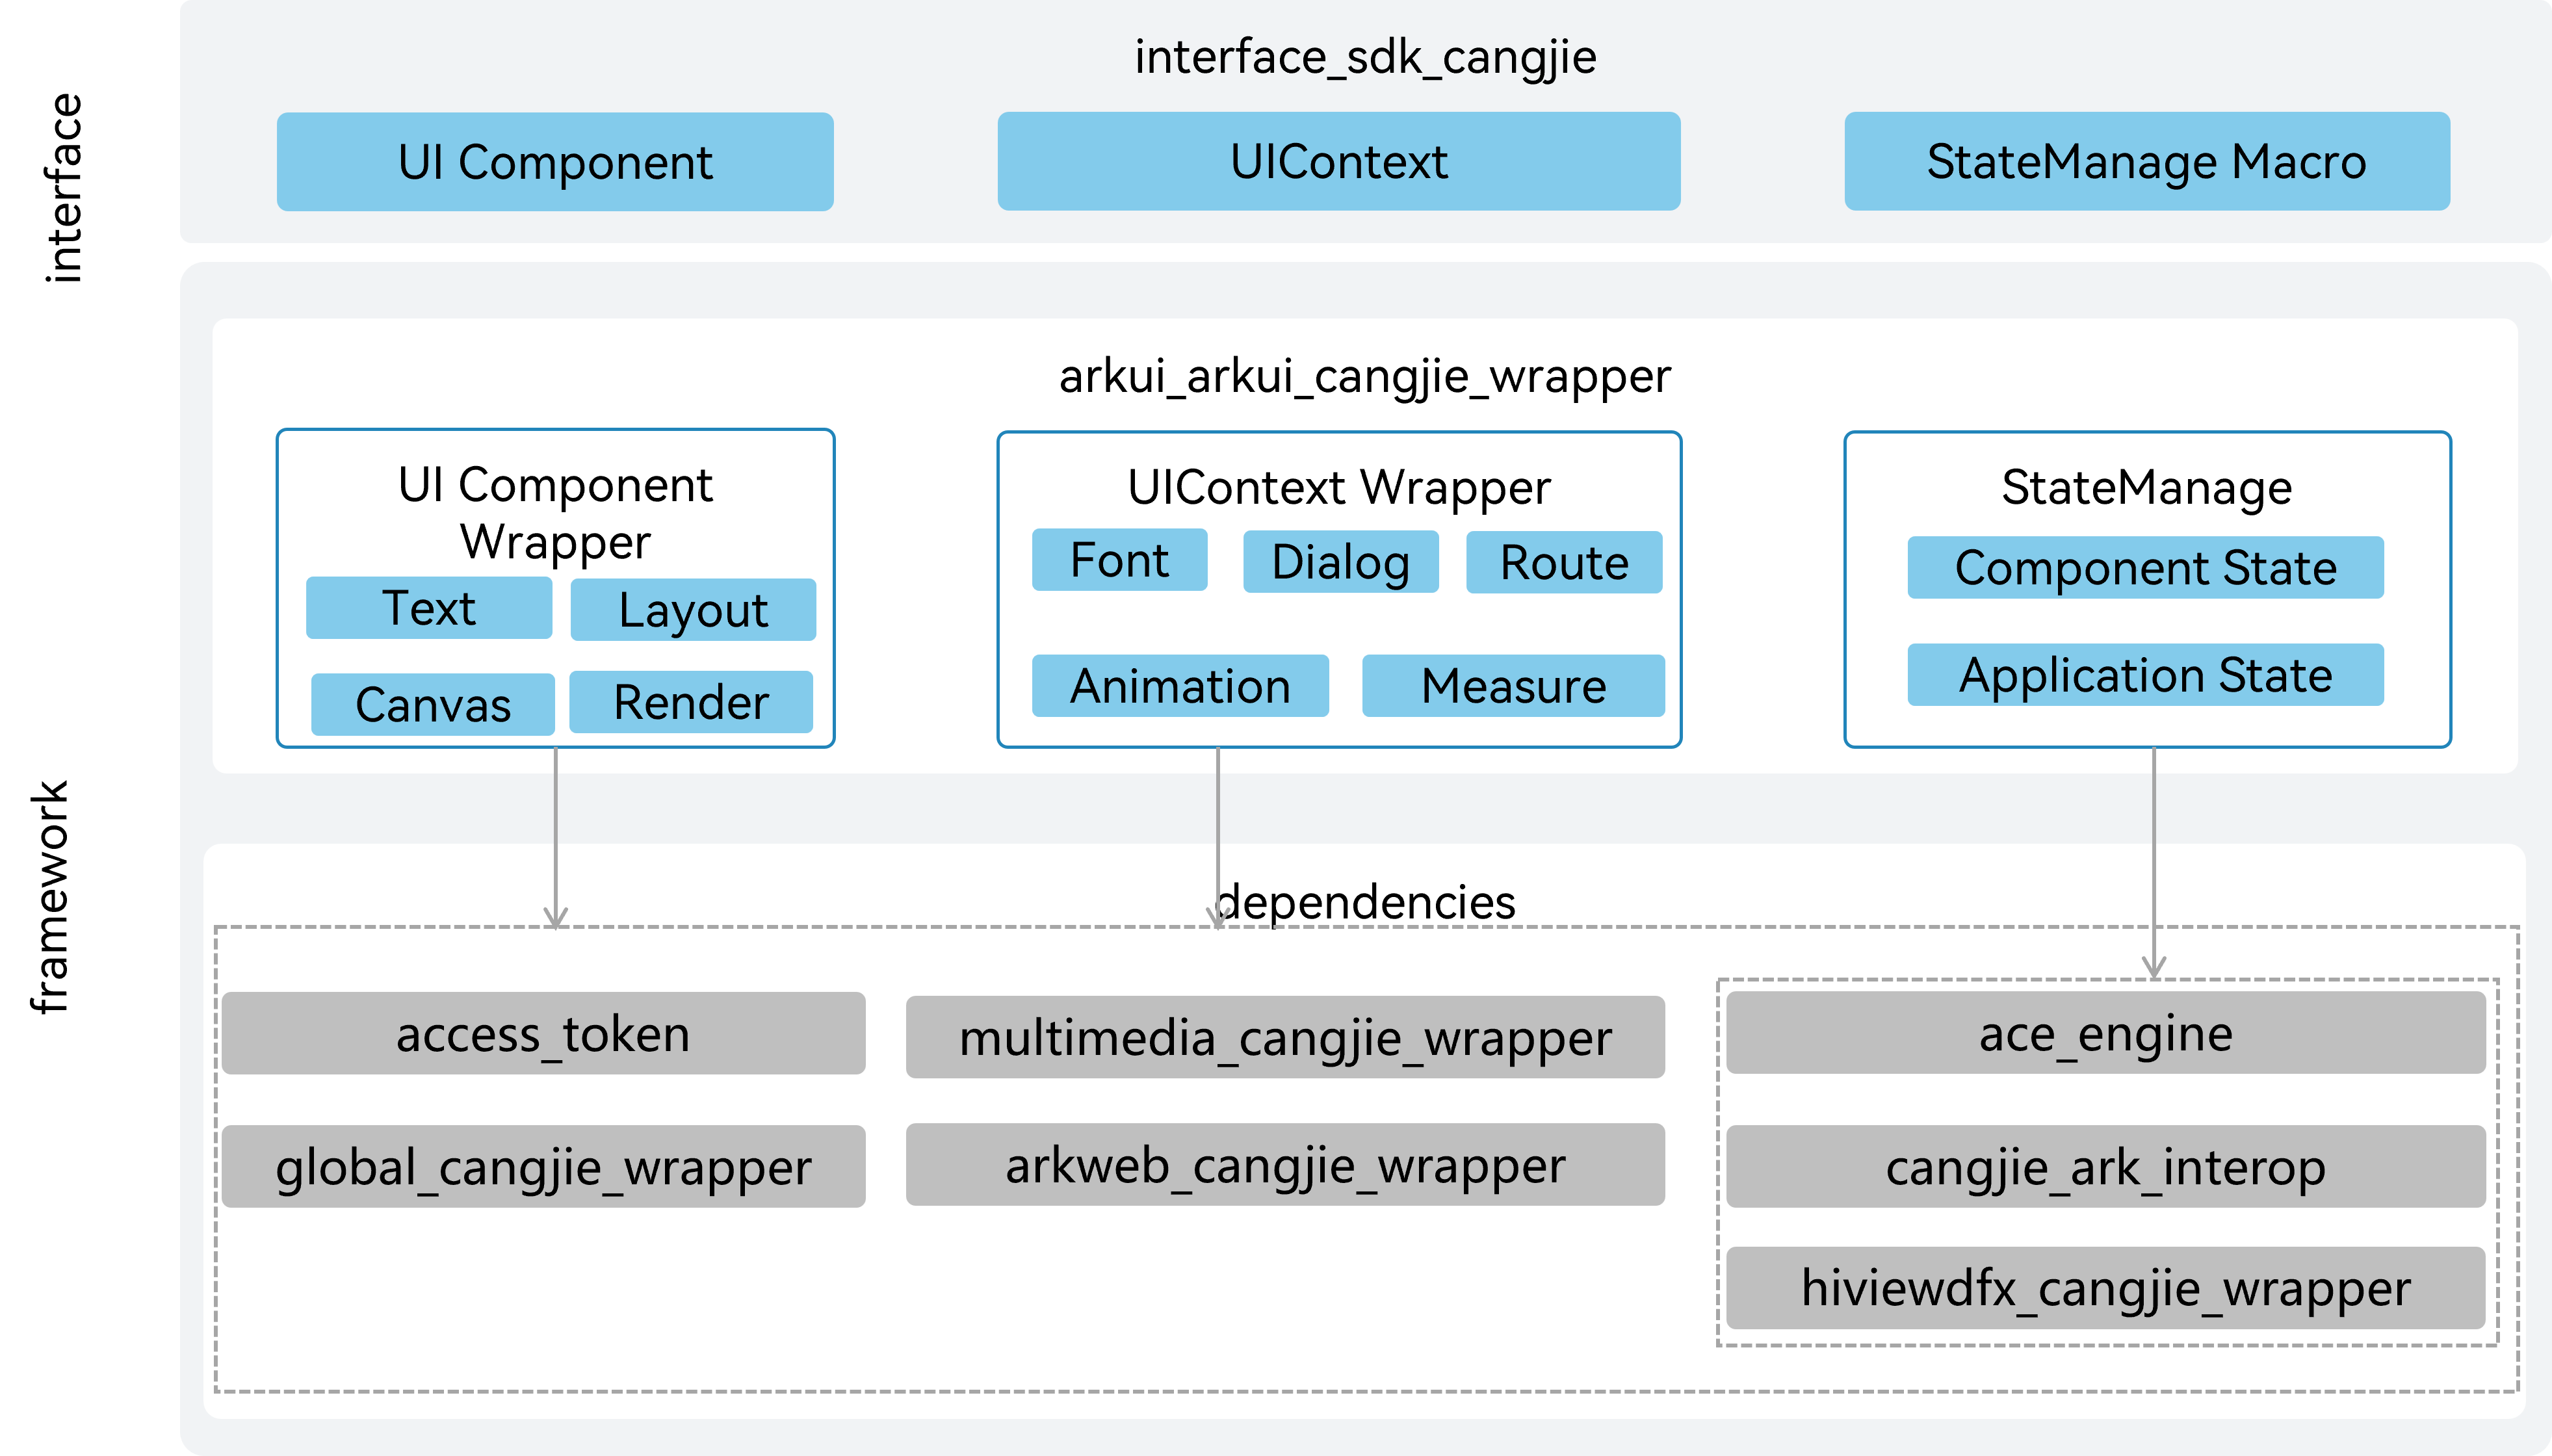 interface
interface_sdk_cangjie
UI Component
UIContext
StateManage Macro
framework
arkui_arkui_cangjie_wrapper
UI Component
Wrapper
Text
Layout
Canvas
Render
UIContext Wrapper
Font
Dialog
Route
Animation
Measure
StateManage
Component State
Application State
dependencies
access_token
multimedia_cangjie_wrapper
ace_engine
global_cangjie_wrapper
arkweb_cangjie_wrapper
cangjie_ark_interop
hiviewdfx_cangjie_wrapper